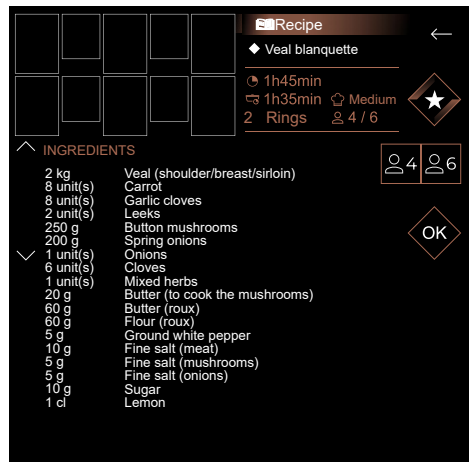 Recipe
Veal blanquette
1h45min
1h35min Medium
2 Rings 4 / 6
INGREDIENTS
4 6
2 kg Veal (shoulder/breast/sirloin)
8 unit(s) Carrot
8 unit(s) Garlic cloves
2 unit(s) Leeks
250 g Button mushrooms
200 g Spring onions
OK
1 unit(s) Onions
6 unit(s) Cloves
1 unit(s) Mixed herbs
20 g Butter (to cook the mushrooms)
60 g Butter (roux)
60 g Flour (roux)
5 g Ground white pepper
10 g Fine salt (meat)
5 g Fine salt (mushrooms)
5 g Fine salt (onions)
10 g Sugar
1 cl Lemon